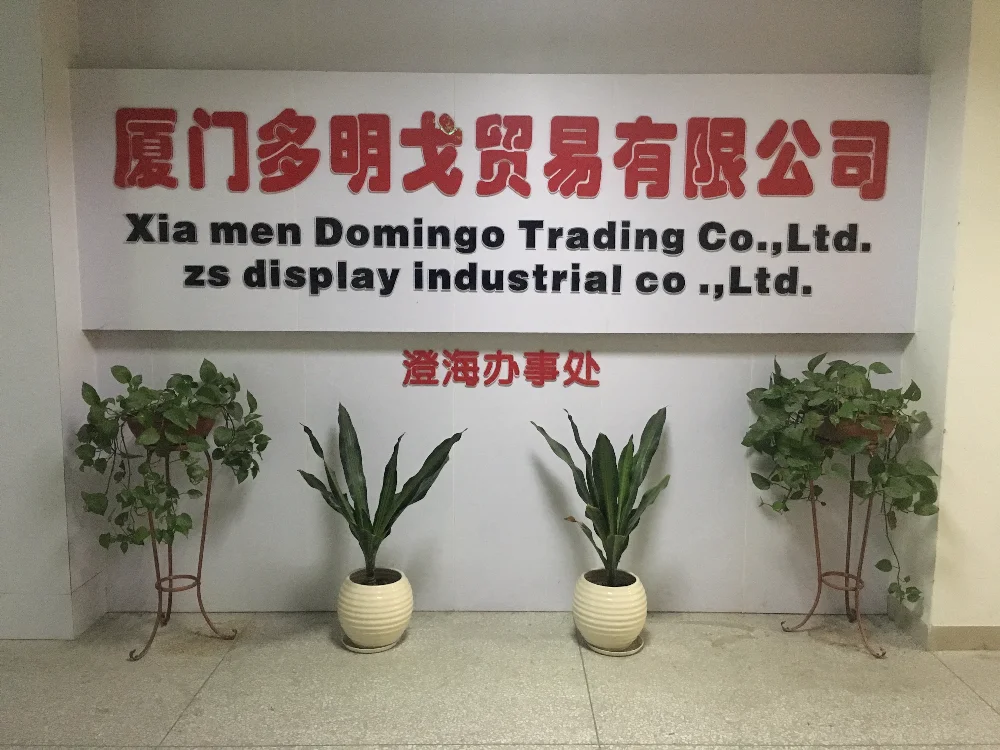 厦门多明戈贸易有限公司
Xia men Domingo Trading Co.,Ltd.
zs display industrial co .,Ltd.
澄海办事处